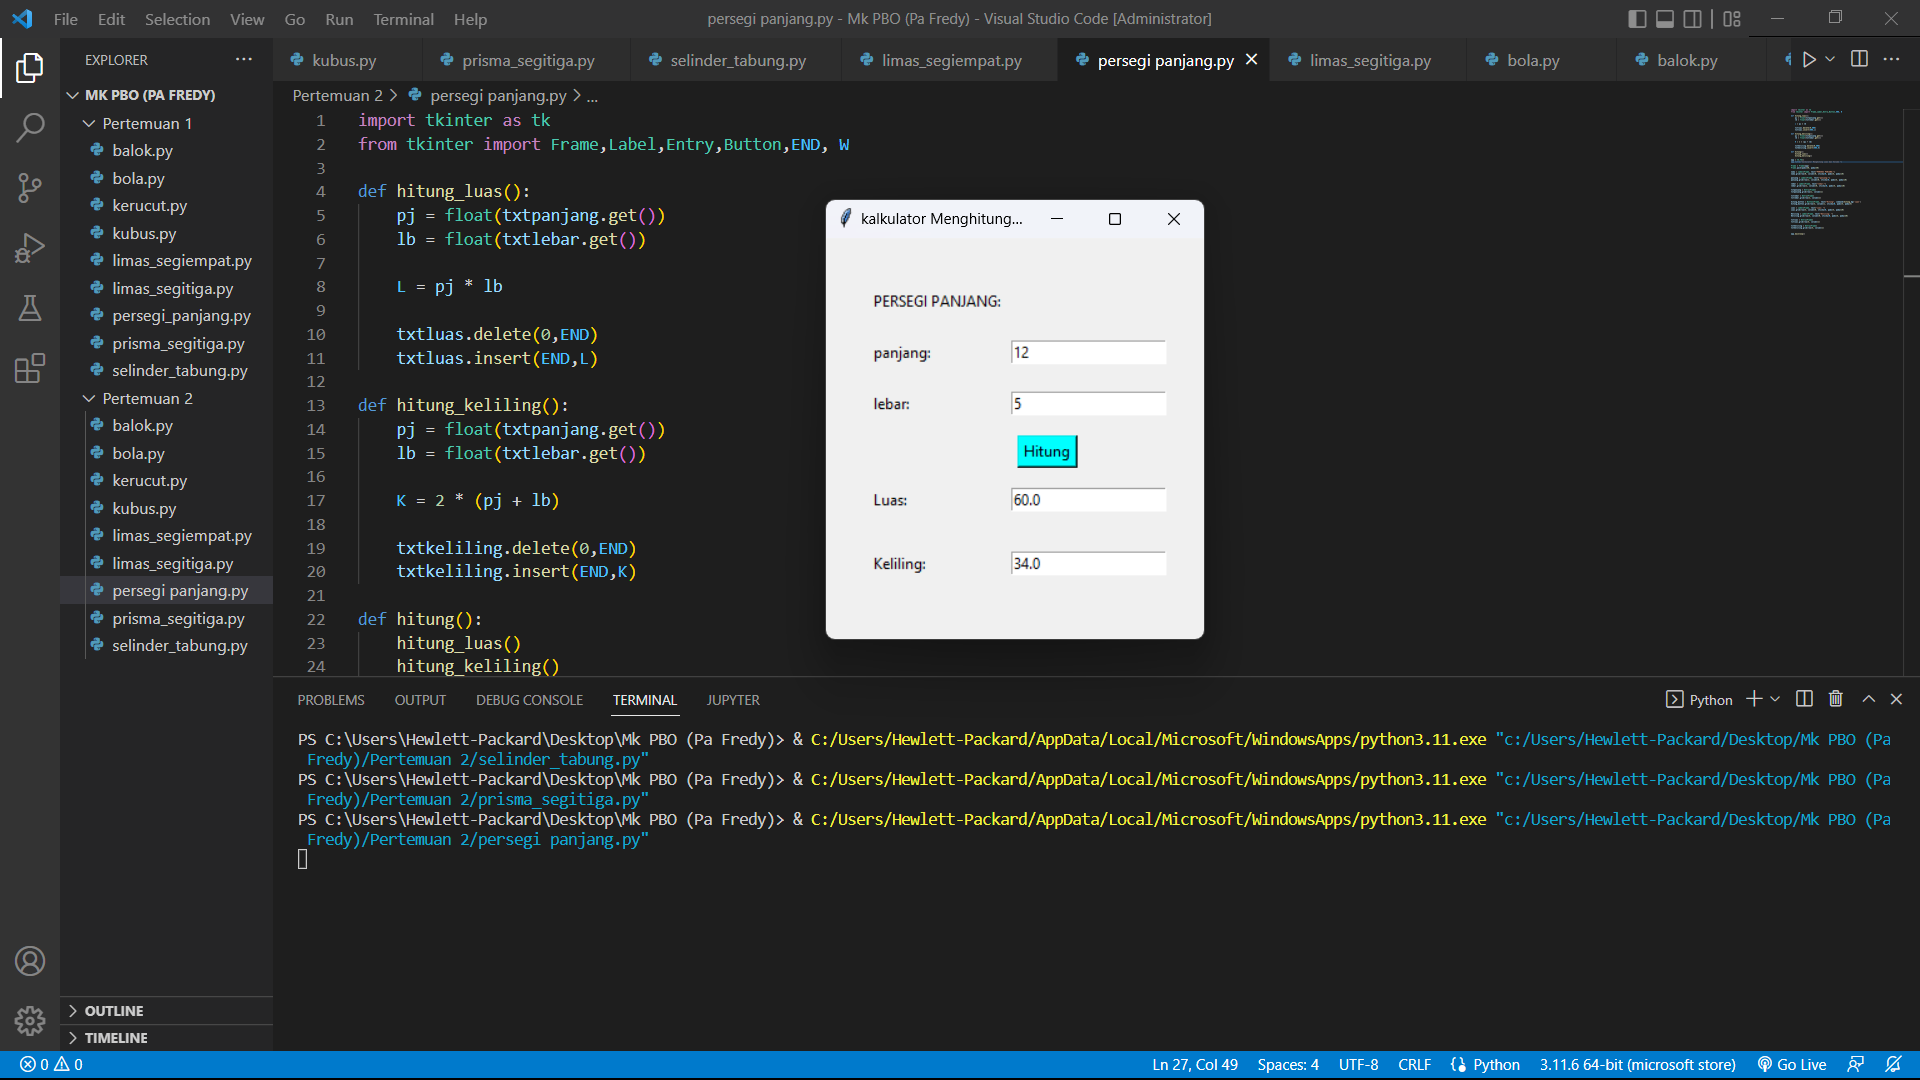 File Edit Selection View Go Run Terminal Help
persegi panjang.py - Mk PBO (Pa Fredy) - Visual Studio Code [Administrator]
EXPLORER
MK PBO (PA FREDY)
Pertemuan 1
balok.py
bola.py
kerucut.py
kubus.py
limas_segiempat.py
limas_segitiga.py
persegi_panjang.py
prisma_segitiga.py
selinder_tabung.py
Pertemuan 2
balok.py
bola.py
kerucut.py
kubus.py
limas_segiempat.py
limas_segitiga.py
persegi panjang.py
prisma_segitiga.py
selinder_tabung.py
OUTLINE
TIMELINE
kubus.py prisma_segitiga.py selinder_tabung.py limas_segiempat.py persegi panjang.py limas_segitiga.py bola.py balok.py
Pertemuan 2 > persegi panjang.py > ...
1 import tkinter as tk
2 from tkinter import Frame,Label,Entry,Button,END, W
3
4 def hitung_luas():
5 pj = float(txtpanjang.get())
6 lb = float(txtlebar.get())
7
8 L = pj * lb
9
10 txtluas.delete(0,END)
11 txtluas.insert(END,L)
12
13 def hitung_keliling():
14 pj = float(txtpanjang.get())
15 lb = float(txtlebar.get())
16
17 K = 2 * (pj + lb)
18
19 txtkeliling.delete(0,END)
20 txtkeliling.insert(END,K)
21
22 def hitung():
23 hitung_luas()
24 hitung_keliling()
kalkulator Menghitung...
PERSEGI PANJANG:
panjang: 12
lebar: 5
Hitung
Luas: 60.0
Keliling: 34.0
PROBLEMS OUTPUT DEBUG CONSOLE TERMINAL JUPYTER
Python
PS C:\Users\Hewlett-Packard\Desktop\Mk PBO (Pa Fredy)> & C:/Users/Hewlett-Packard/AppData/Local/Microsoft/WindowsApps/python3.11.exe "c:/Users/Hewlett-Packard/Desktop/Mk PBO (Pa
Fredy)/Pertemuan 2/selinder_tabung.py"
PS C:\Users\Hewlett-Packard\Desktop\Mk PBO (Pa Fredy)> & C:/Users/Hewlett-Packard/AppData/Local/Microsoft/WindowsApps/python3.11.exe "c:/Users/Hewlett-Packard/Desktop/Mk PBO (Pa
Fredy)/Pertemuan 2/prisma_segitiga.py"
PS C:\Users\Hewlett-Packard\Desktop\Mk PBO (Pa Fredy)> & C:/Users/Hewlett-Packard/AppData/Local/Microsoft/WindowsApps/python3.11.exe "c:/Users/Hewlett-Packard/Desktop/Mk PBO (Pa
Fredy)/Pertemuan 2/persegi panjang.py"
0 0 Ln 27, Col 49 Spaces: 4 UTF-8 CRLF Python 3.11.6 64-bit (microsoft store) Go Live